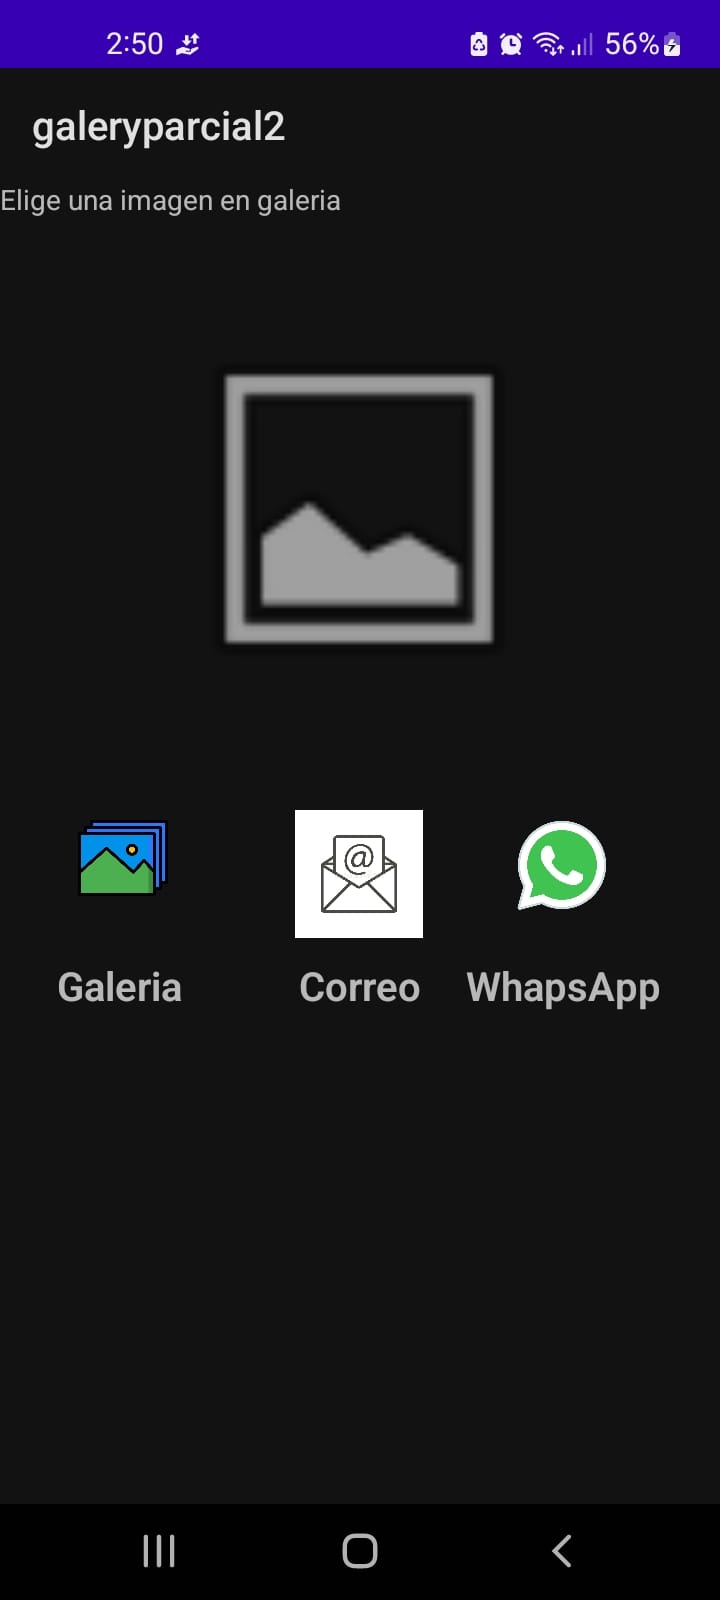 2:50 56%
galeryparcial2
Elige una imagen en galeria
@
Galeria Correo WhapsApp